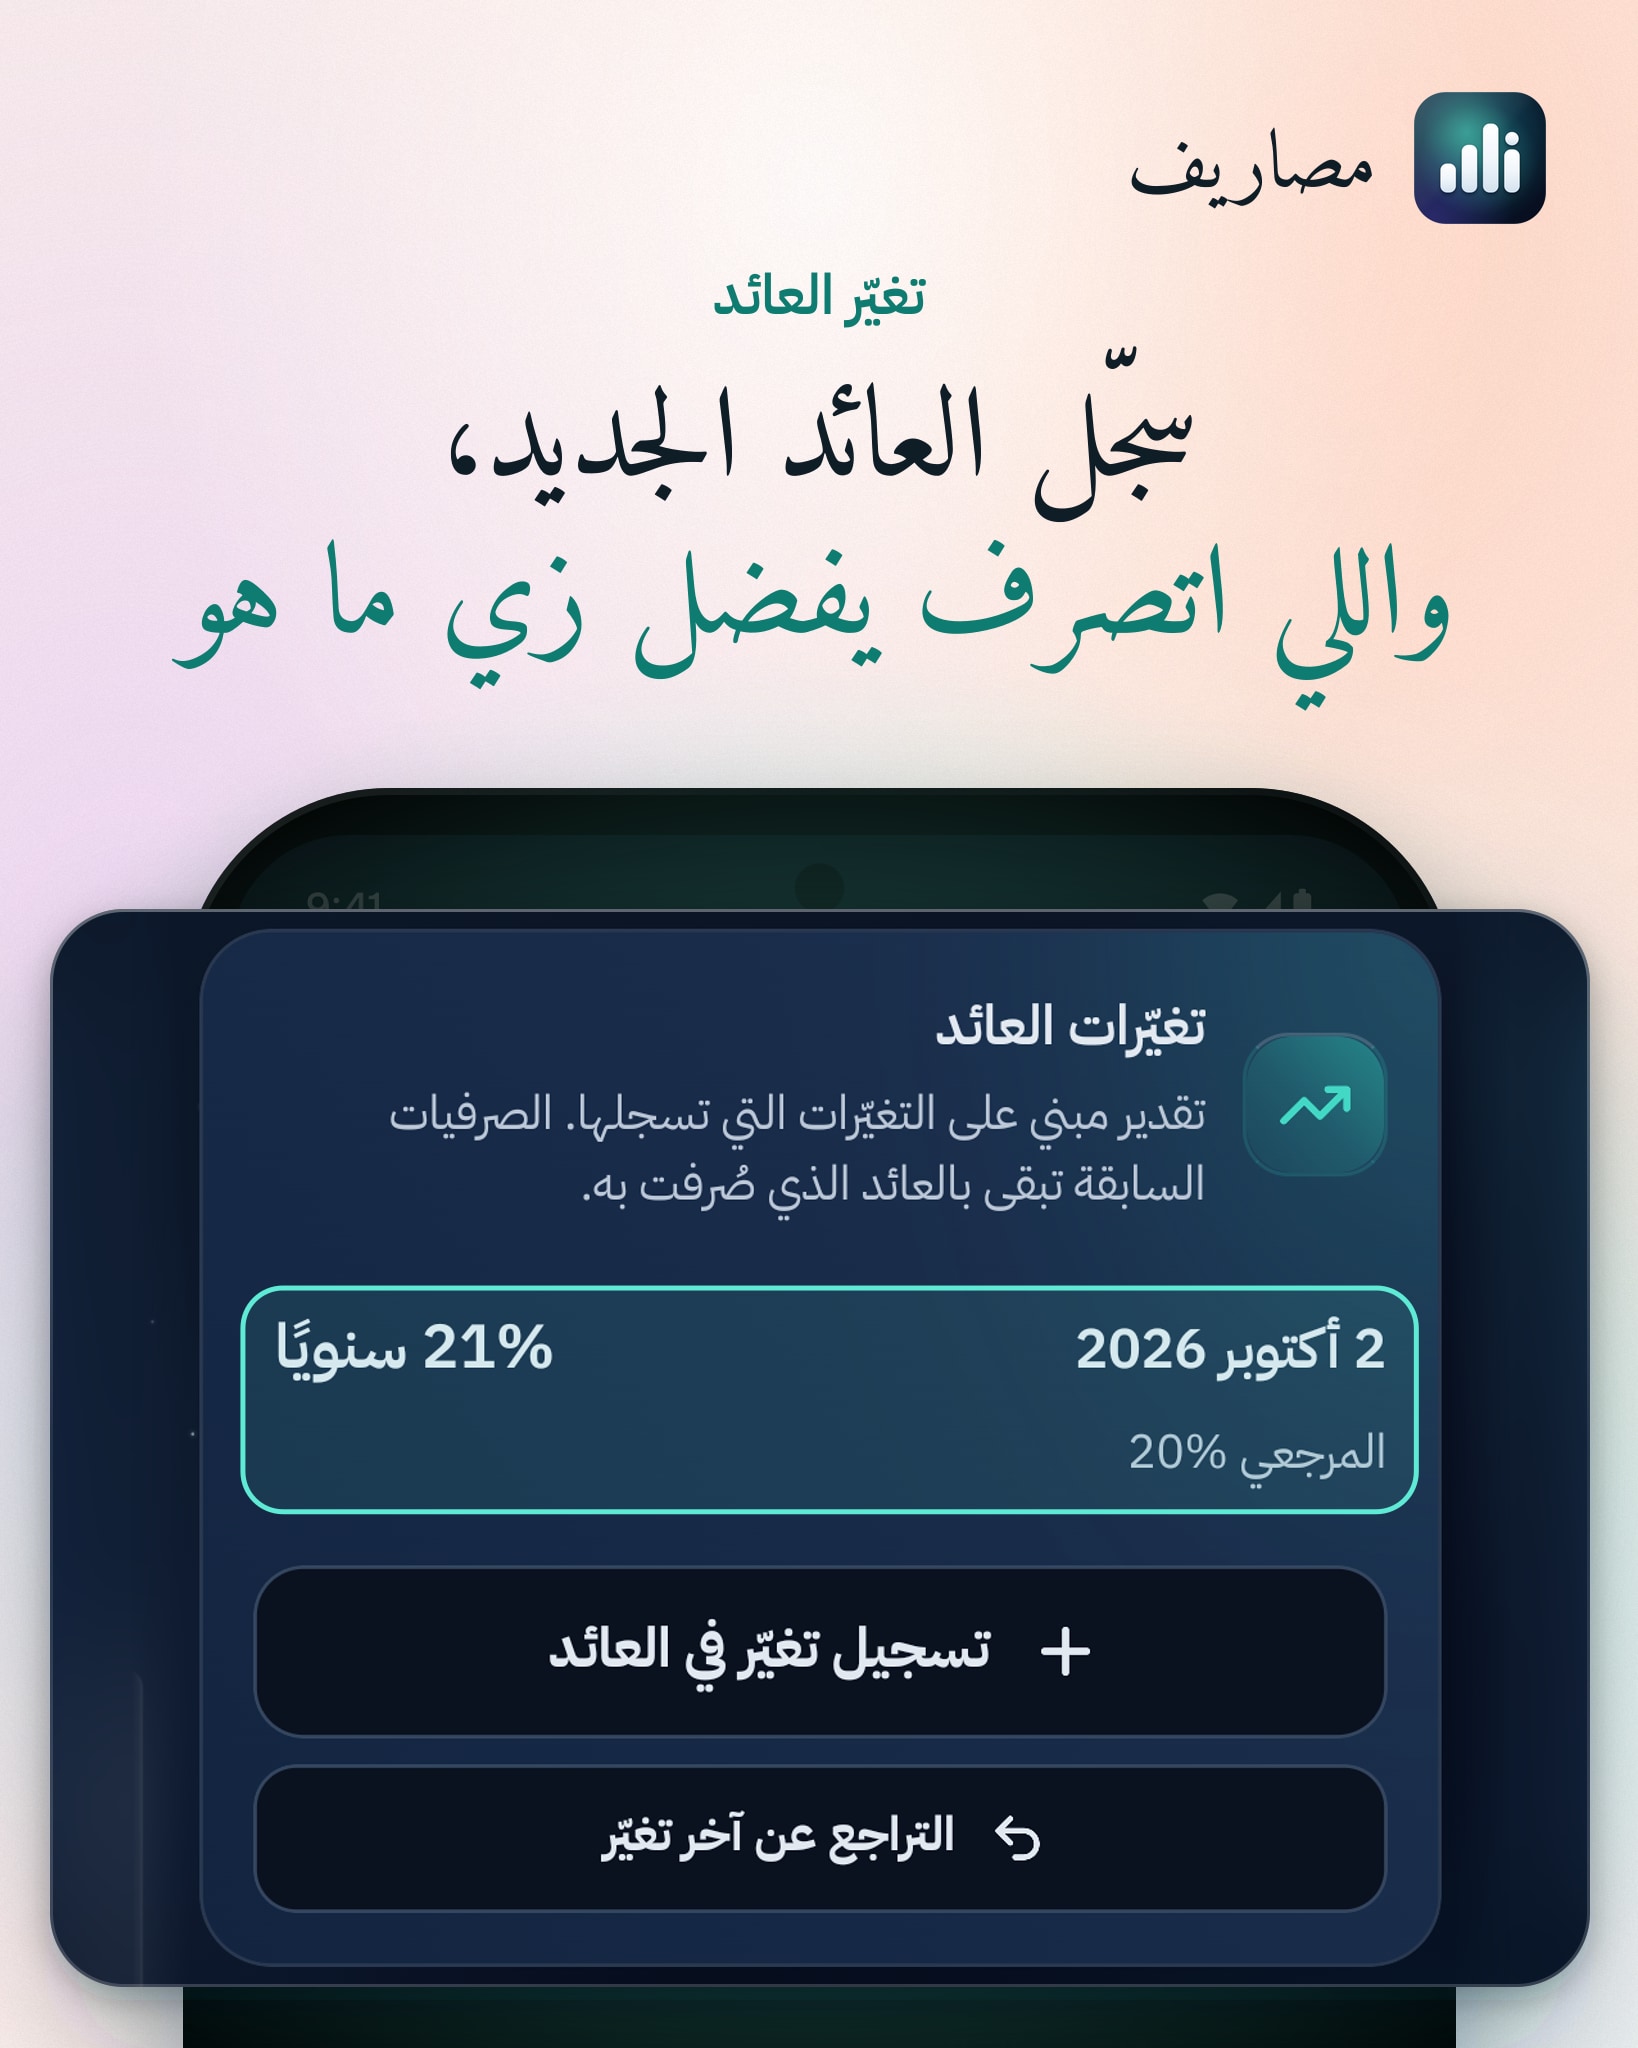 مصاريف
تغيّر العائد
سجّل العائد الجديد،
واللي اتصرف يفضل زي ما هو
9:41
تغيّرات العائد
تقدير مبني على التغيّرات التي تسجلها. الصرفيات
السابقة تبقى بالعائد الذي صُرفت به.
2 أكتوبر 2026
21% سنويًا
المرجعي 20%
تسجيل تغيّر في العائد
التراجع عن آخر تغيّر